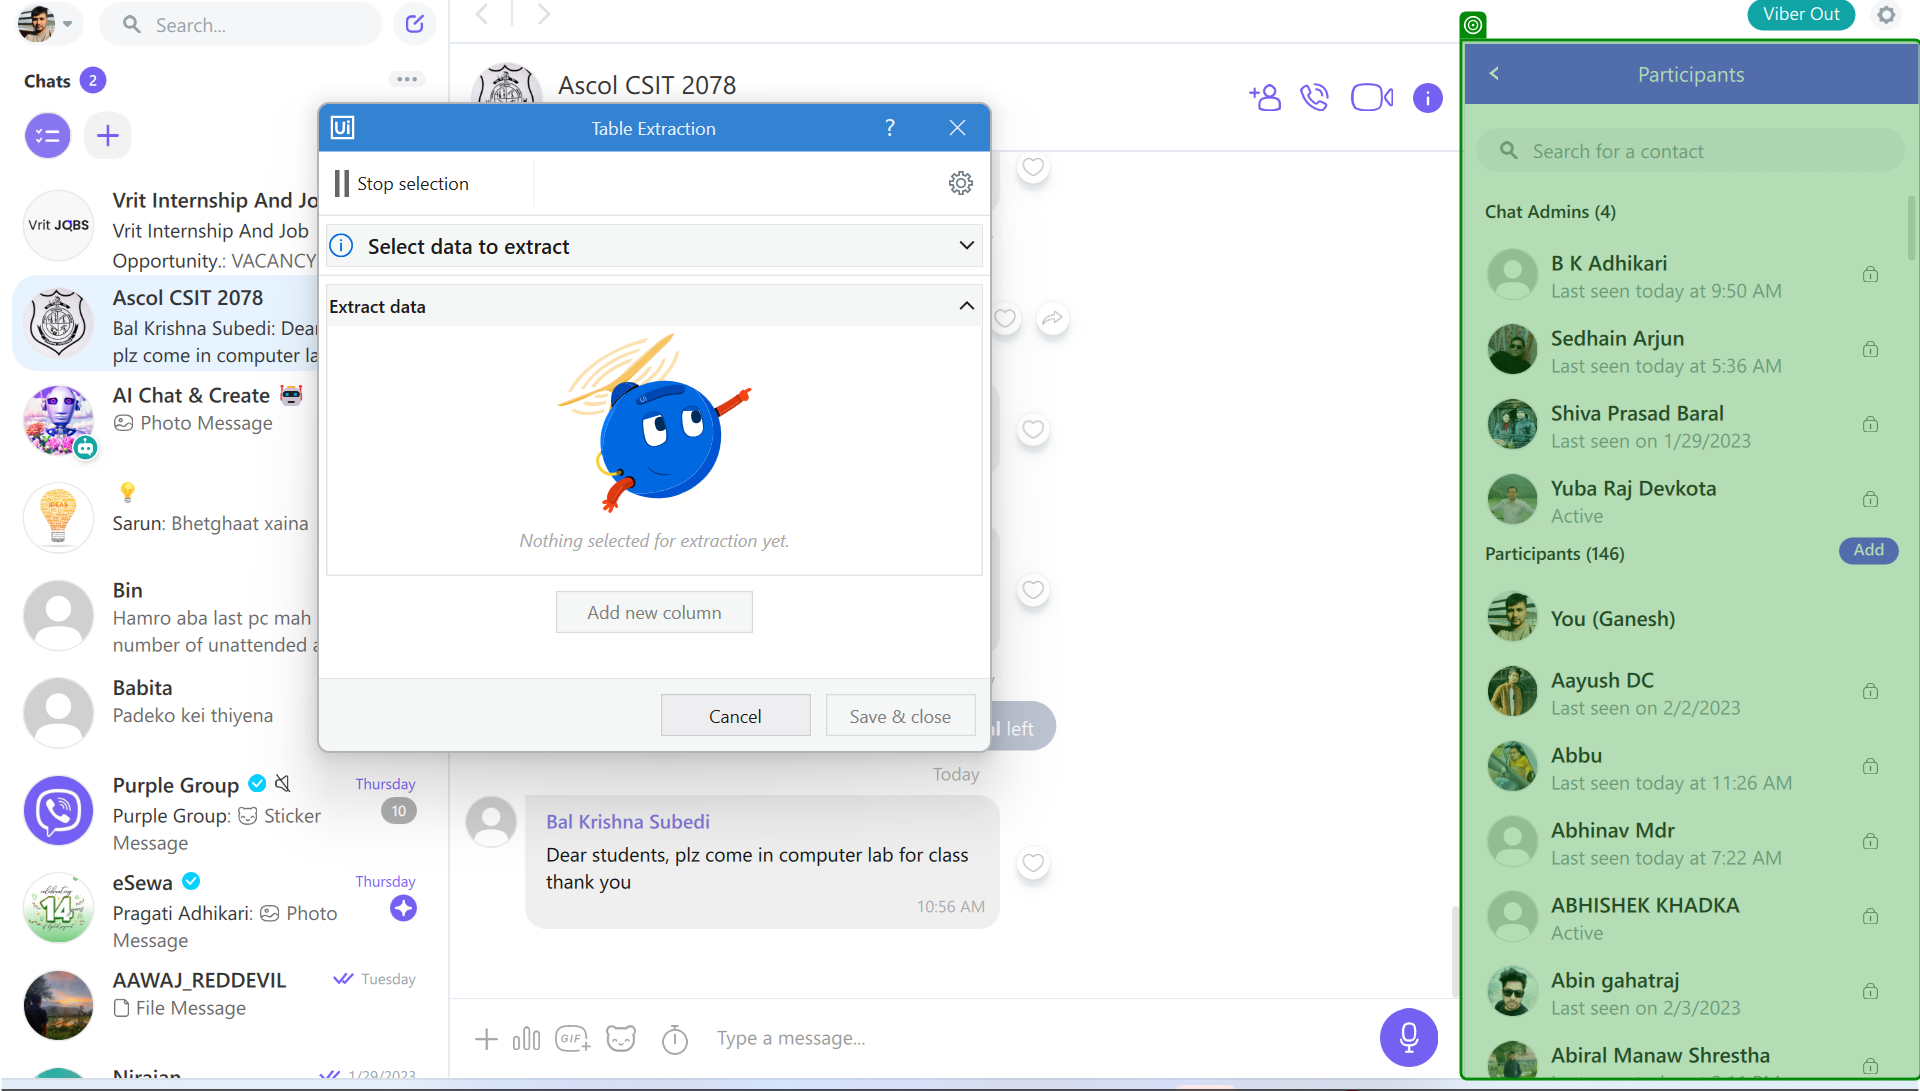 Search...
Chats 2
Vrit JOBS
Vrit Internship And Jo
Vrit Internship And Job
Opportunity.: VACANCY
Ascol CSIT 2078
Bal Krishna Subedi: Dear
plz come in computer la
AI Chat & Create
Photo Message
IDEAS
Sarun: Bhetghaat xaina
Bin
Hamro aba last pc mah
number of unattended a
Babita
Padeko kei thiyena
Purple Group
Thursday
Purple Group: Sticker
Message
10
eSewa
Thursday
14
Pragati Adhikari: Photo
Message
AAWAJ_REDDEVIL
Tuesday
File Message
Nirajan
1/29/2023
Ascol CSIT 2078
Ui
Table Extraction
?
Stop selection
Select data to extract
Extract data
Nothing selected for extraction yet.
Add new column
Cancel
Save & close
left
Today
Bal Krishna Subedi
Dear students, plz come in computer lab for class
thank you
10:56 AM
GIF
Type a message...
Viber Out
Participants
Search for a contact
Chat Admins (4)
B K Adhikari
Last seen today at 9:50 AM
Sedhain Arjun
Last seen today at 5:36 AM
Shiva Prasad Baral
Last seen on 1/29/2023
Yuba Raj Devkota
Active
Participants (146)
Add
You (Ganesh)
Aayush DC
Last seen on 2/2/2023
Abbu
Last seen today at 11:26 AM
Abhinav Mdr
Last seen today at 7:22 AM
ABHISHEK KHADKA
Active
Abin gahatraj
Last seen on 2/3/2023
Abiral Manaw Shrestha